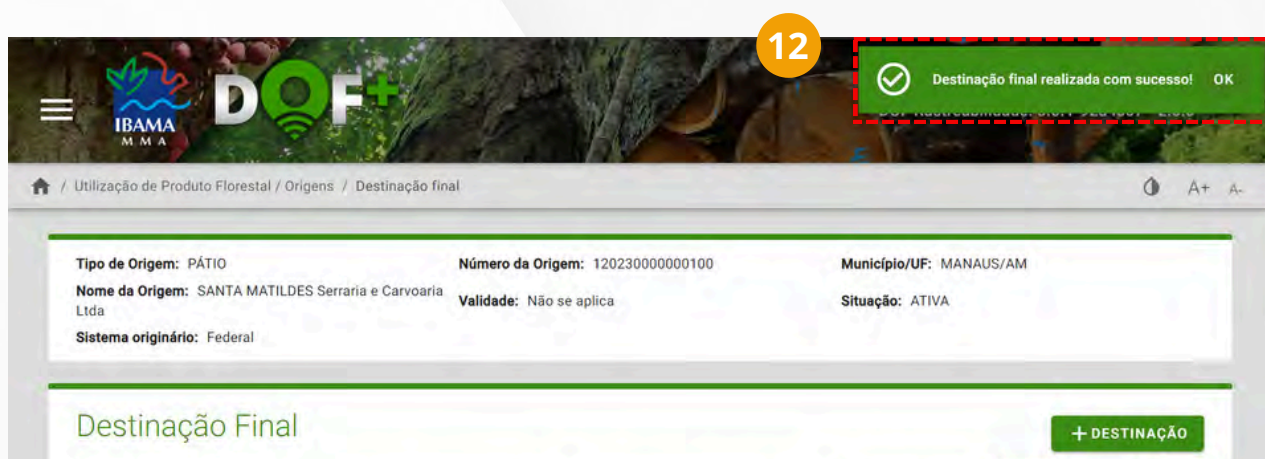 12
Destinação final realizada com sucesso! OK
IBAMA
MMA
DOF+
/ Utilização de Produto Florestal / Origens / Destinação final
A+ A-
Tipo de Origem: PÁTIO
Número da Origem: 120230000000100
Município/UF: MANAUS/AM
Nome da Origem: SANTA MATILDES Serraria e Carvoaria
Ltda
Validade: Não se aplica
Situação: ATIVA
Sistema originário: Federal
Destinação Final
+ DESTINAÇÃO